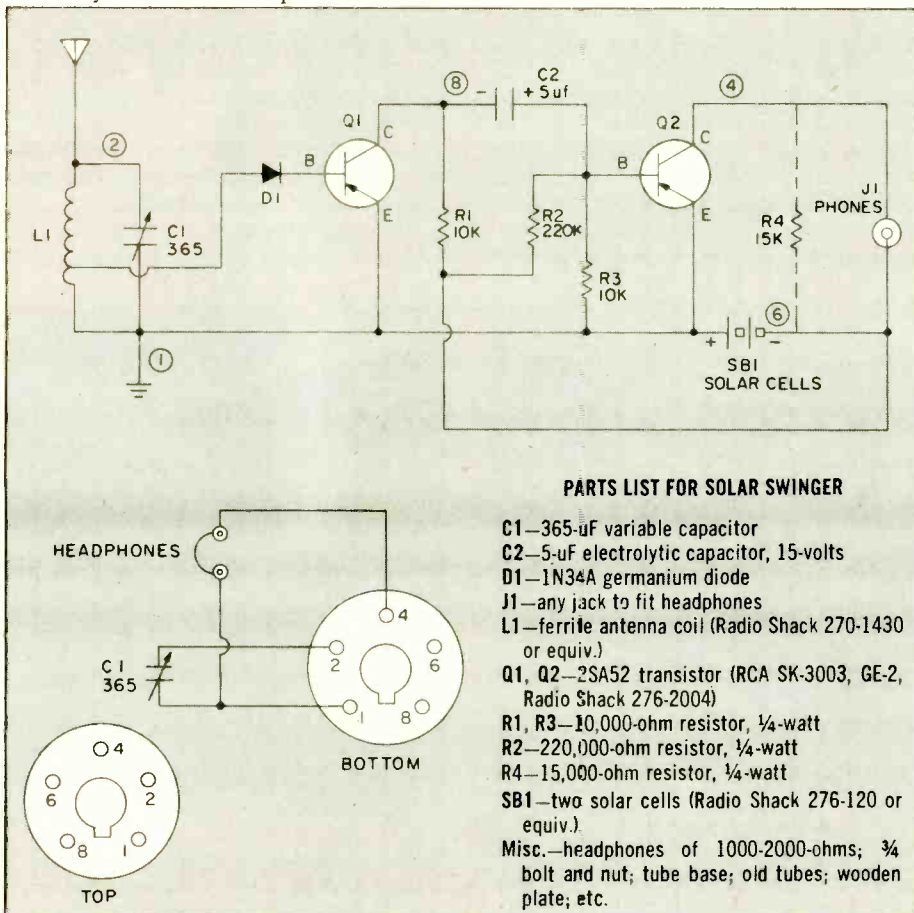 ②
8
C2
- + 5uf
4
Q1
C
B
E
D1
Q2
C
B
E
L1
C1
365
R1
10K
R2
220K
R3
10K
R4
15K
J1
PHONES
6
+ -
SB1
SOLAR CELLS
1
HEADPHONES
C1
365
4
2
6
1
8
BOTTOM
4
6
2
8
1
TOP
PARTS LIST FOR SOLAR SWINGER
C1—365-uF variable capacitor
C2—5-uF electrolytic capacitor, 15-volts
D1—1N34A germanium diode
J1—any jack to fit headphones
L1—ferrite antenna coil (Radio Shack 270-1430
or equiv.)
Q1, Q2—2SA52 transistor (RCA SK-3003, GE-2,
Radio Shack 276-2004)
R1, R3—10,000-ohm resistor, ¼-watt
R2—220,000-ohm resistor, ¼-watt
R4—15,000-ohm resistor, ¼-watt
SB1—two solar cells (Radio Shack 276-120 or
equiv.)
Misc.—headphones of 1000-2000-ohms; ¾
bolt and nut; tube base; old tubes; wooden
plate; etc.